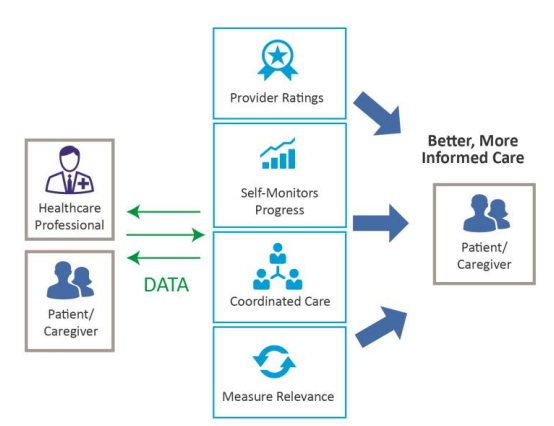 Provider Ratings
Self-Monitors
Progress
Coordinated Care
Measure Relevance
Healthcare
Professional
Patient/
Caregiver
DATA
Better, More
Informed Care
Patient/
Caregiver